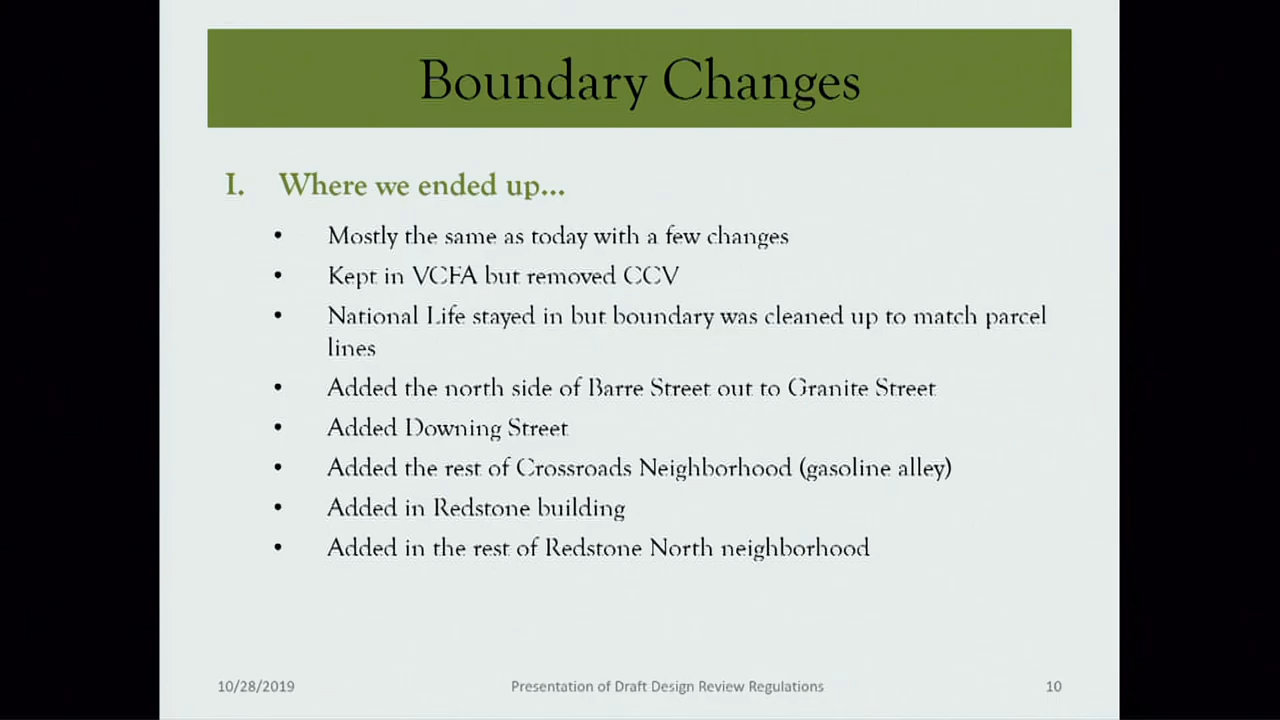 Boundary Changes
I. Where we ended up...
• Mostly the same as today with a few changes
• Kept in VCFA but removed CCV
• National Life stayed in but boundary was cleaned up to match parcel
lines
• Added the north side of Barre Street out to Granite Street
• Added Downing Street
• Added the rest of Crossroads Neighborhood (gasoline alley)
• Added in Redstone building
• Added in the rest of Redstone North neighborhood
10/28/2019 Presentation of Draft Design Review Regulations 10